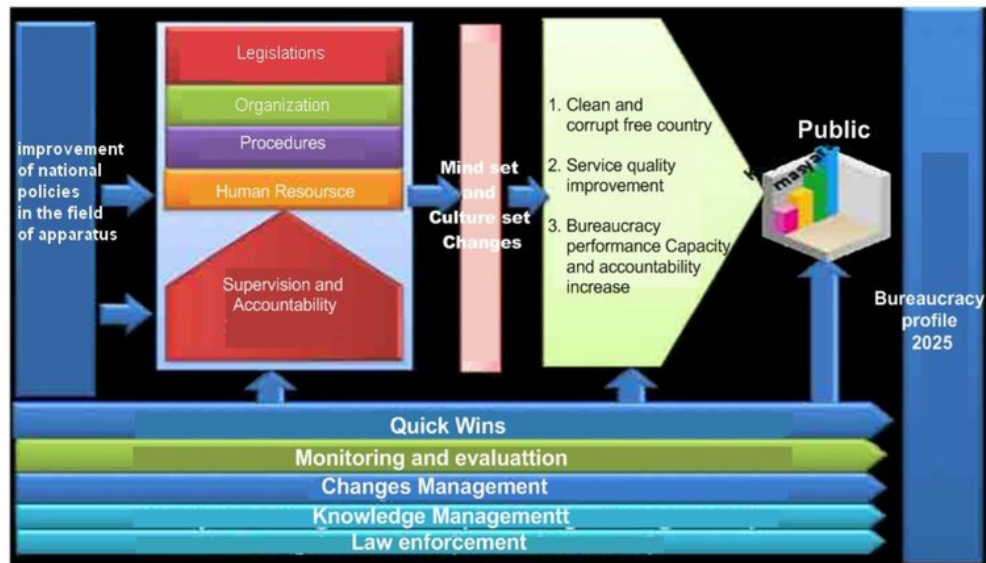 improvement
of national
policies
in the field
of apparatus
Legislations
Organization
Procedures
Human Resoursce
Supervision and
Accountability
Mind set
and
Culture set
Changes
1. Clean and
corrupt free country
2. Service quality
improvement
3. Bureaucracy
performance Capacity
and accountability
increase
Public
Bureaucracy
profile
2025
Quick Wins
Monitoring and evaluattion
Changes Management
Knowledge Managementt
Law enforcement